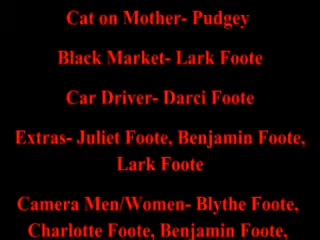 Cat on Mother- Pudgey
Black Market- Lark Foote
Car Driver- Darci Foote
Extras- Juliet Foote, Benjamin Foote,
Lark Foote
Camera Men/Women- Blythe Foote,
Charlotte Foote, Benjamin Foote,